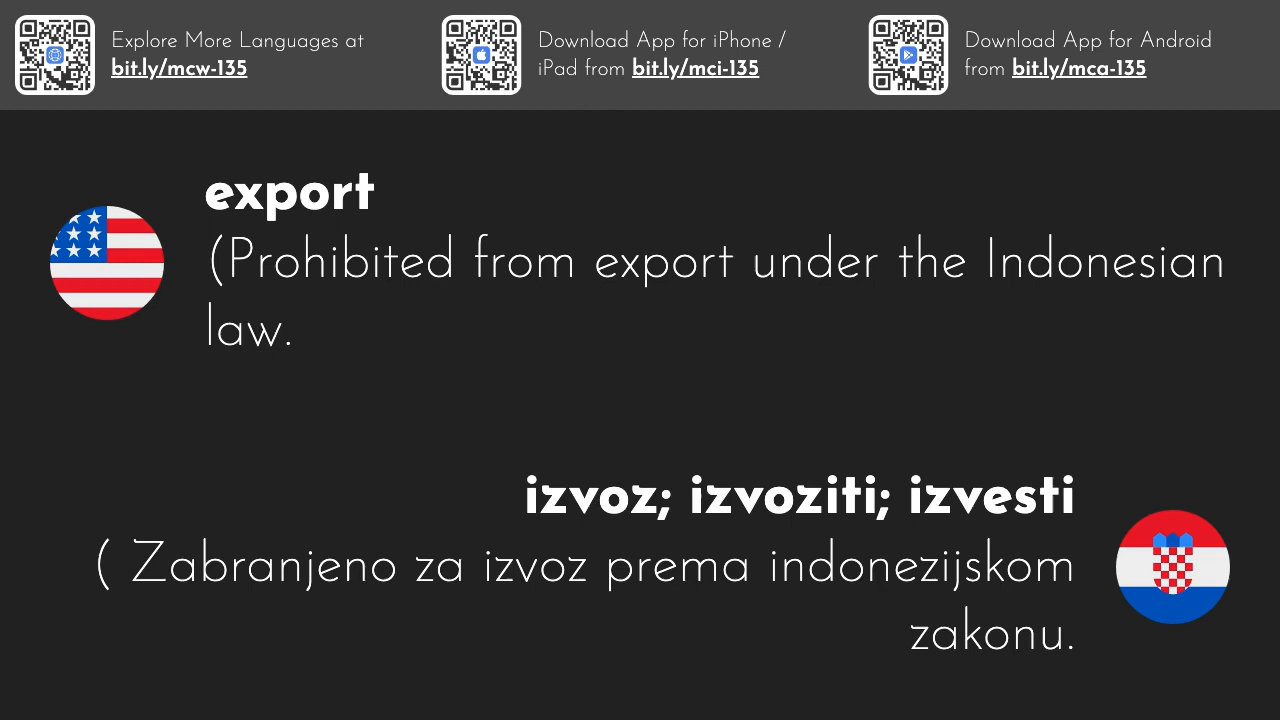 Explore More Languages at
bit.ly/mcw-135
Download App for iPhone /
iPad from bit.ly/mci-135
Download App for Android
from bit.ly/mca-135
export
(Prohibited from export under the Indonesian
law.
izvoz; izvoziti; izvesti
( Zabranjeno za izvoz prema indonezijskom
zakonu.